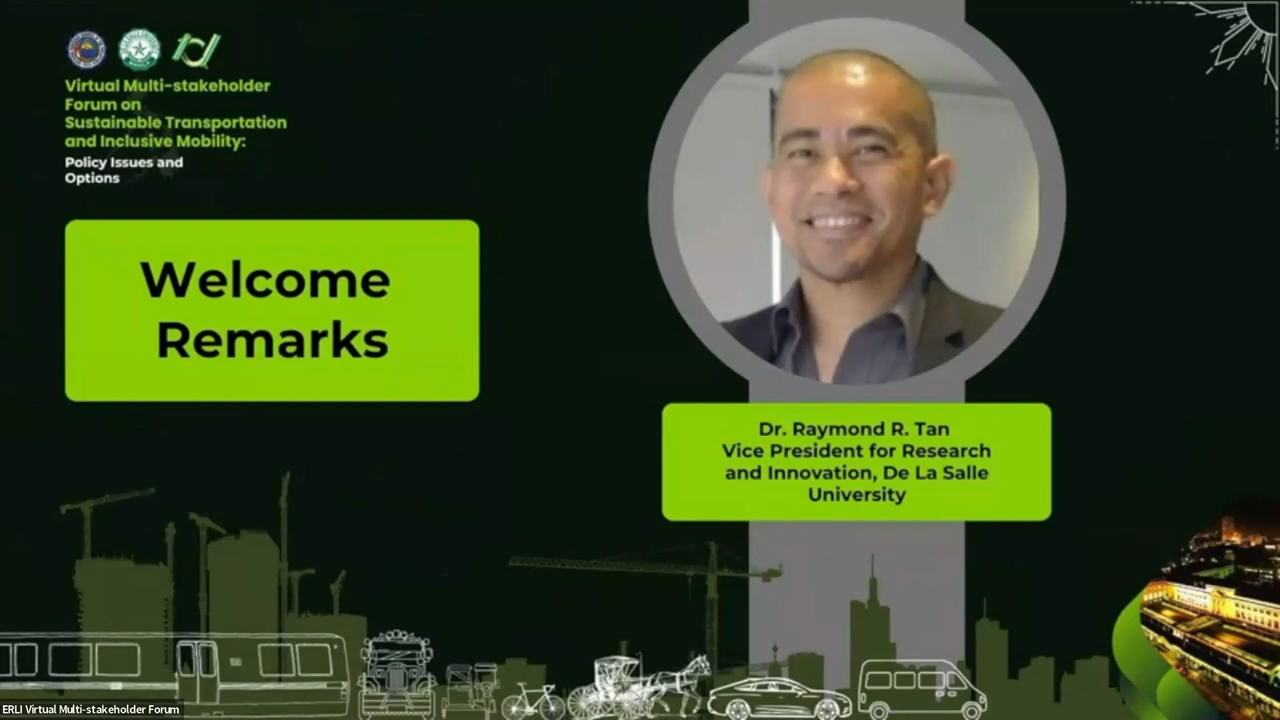 Virtual Multi-stakeholder
Forum on
Sustainable Transportation
and Inclusive Mobility:
Policy Issues and
Options
Welcome
Remarks
Dr. Raymond R. Tan
Vice President for Research
and Innovation, De La Salle
University
ERLI Virtual Multi-stakeholder Forum